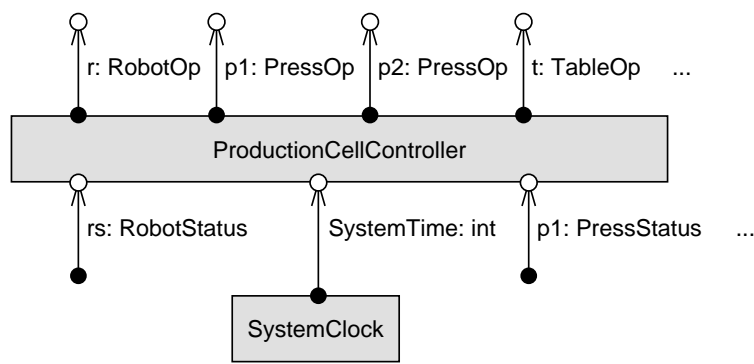 r: RobotOp p1: PressOp p2: PressOp t: TableOp ...
ProductionCellController
rs: RobotStatus SystemTime: int p1: PressStatus ...
SystemClock